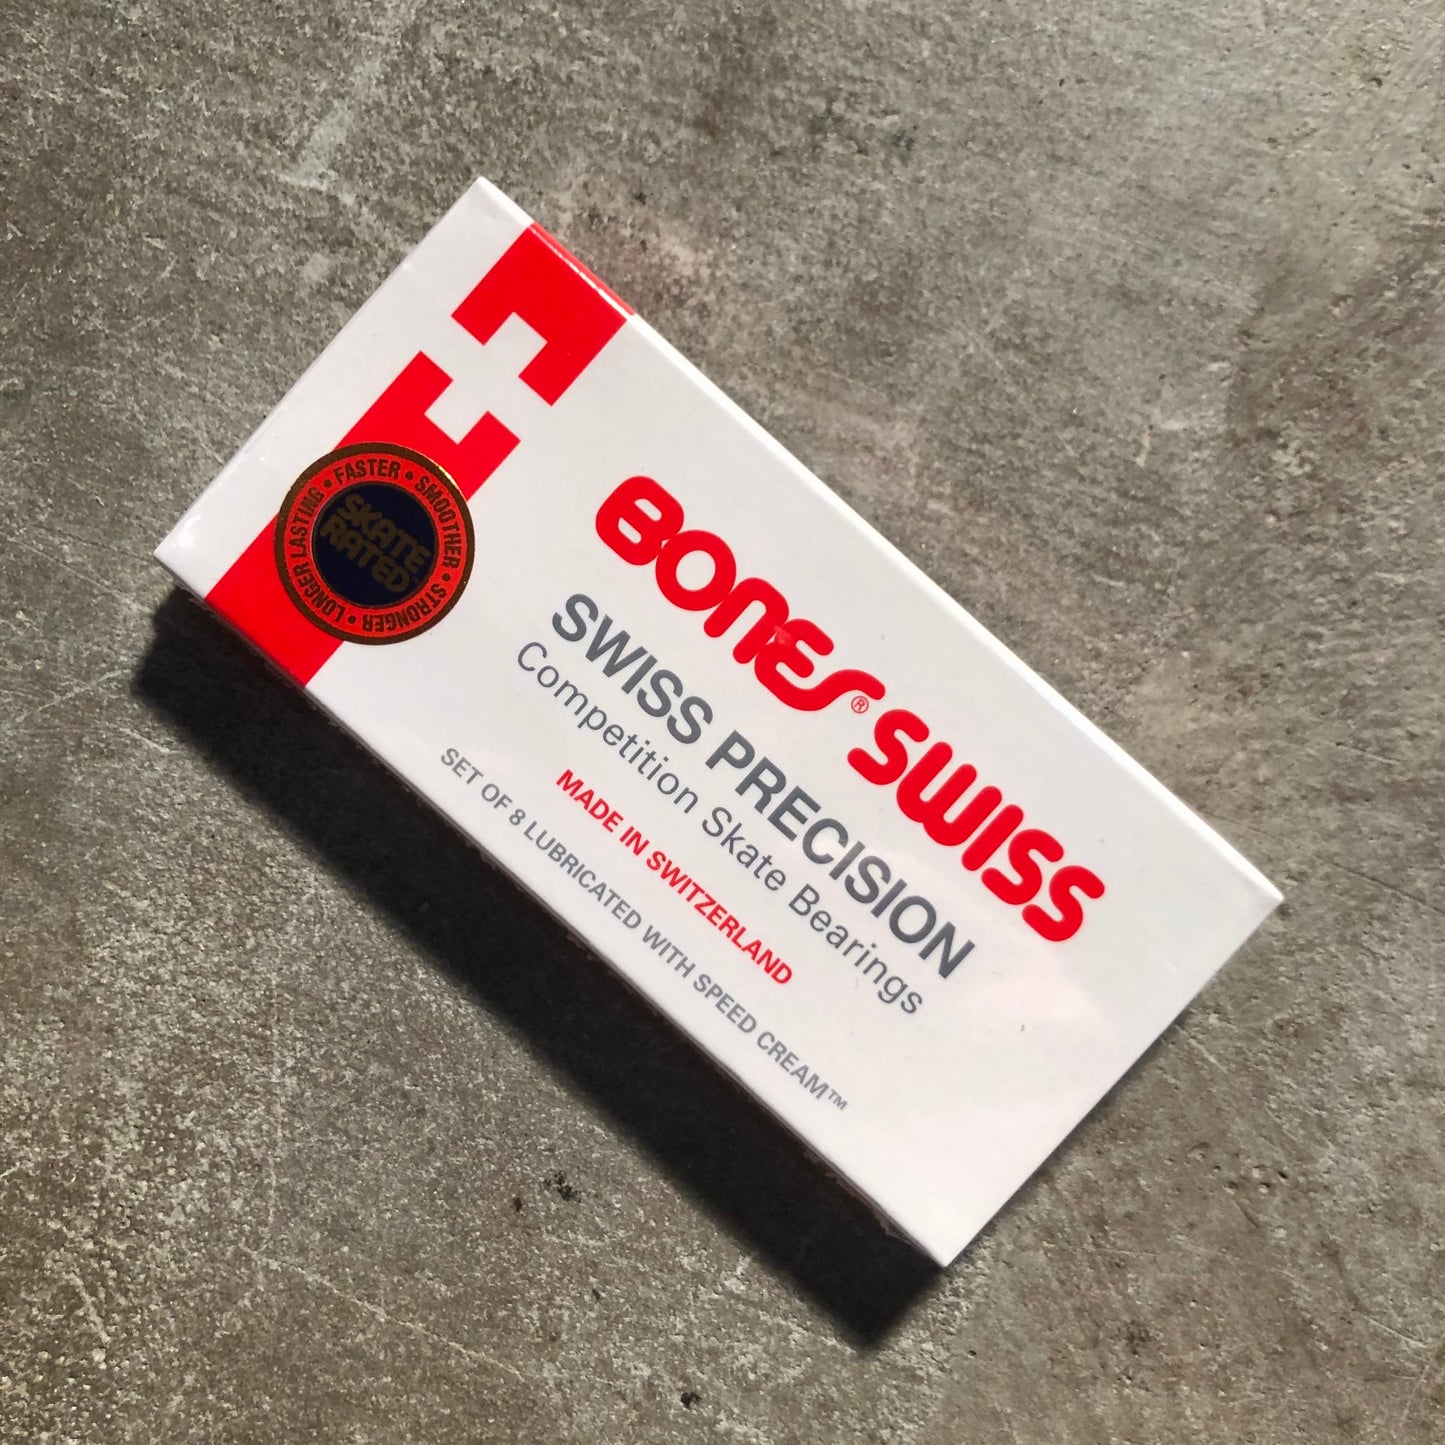 BONES® SWISS
SWISS PRECISION
Competition Skate Bearings
MADE IN SWITZERLAND
SET OF 8 LUBRICATED WITH SPEED CREAM™
FASTER • SMOOTHER • STRONGER • LONGER LASTING •
SKATE
RATED™